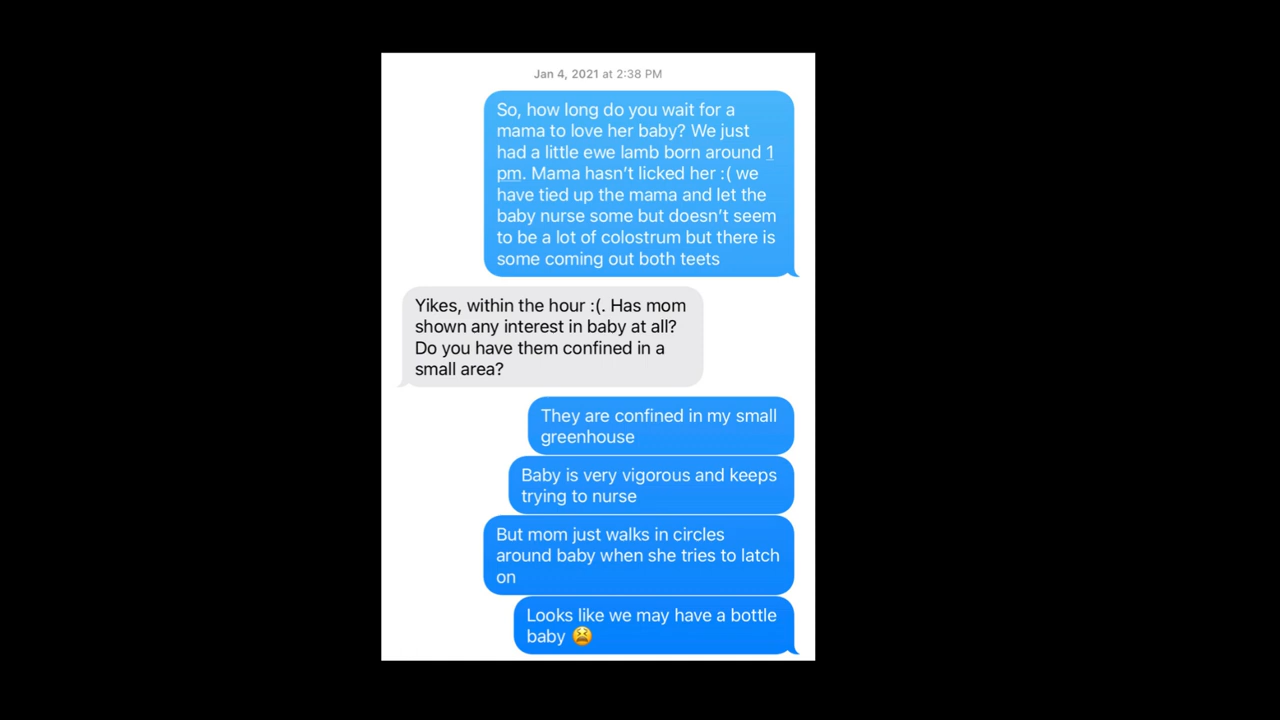 Jan 4, 2021 at 2:38 PM
So, how long do you wait for a
mama to love her baby? We just
had a little ewe lamb born around 1
pm. Mama hasn’t licked her :( we
have tied up the mama and let the
baby nurse some but doesn’t seem
to be a lot of colostrum but there is
some coming out both teets
Yikes, within the hour :(. Has mom
shown any interest in baby at all?
Do you have them confined in a
small area?
They are confined in my small
greenhouse
Baby is very vigorous and keeps
trying to nurse
But mom just walks in circles
around baby when she tries to latch
on
Looks like we may have a bottle
baby 😫